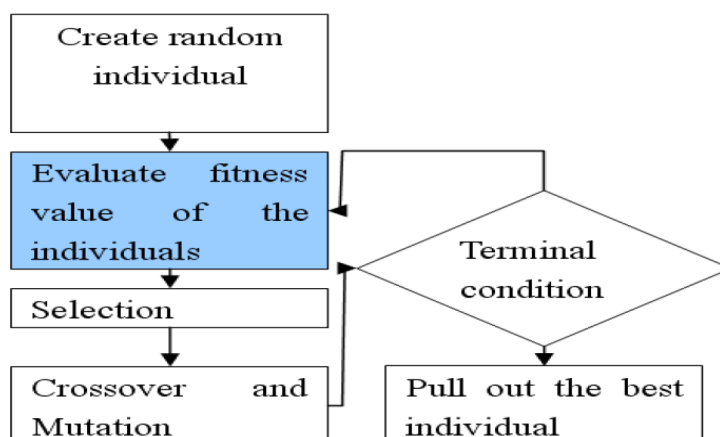 Create random
individual
Evaluate fitness
value of the
individuals
Selection
Crossover and
Mutation
Terminal
condition
Pull out the best
individual